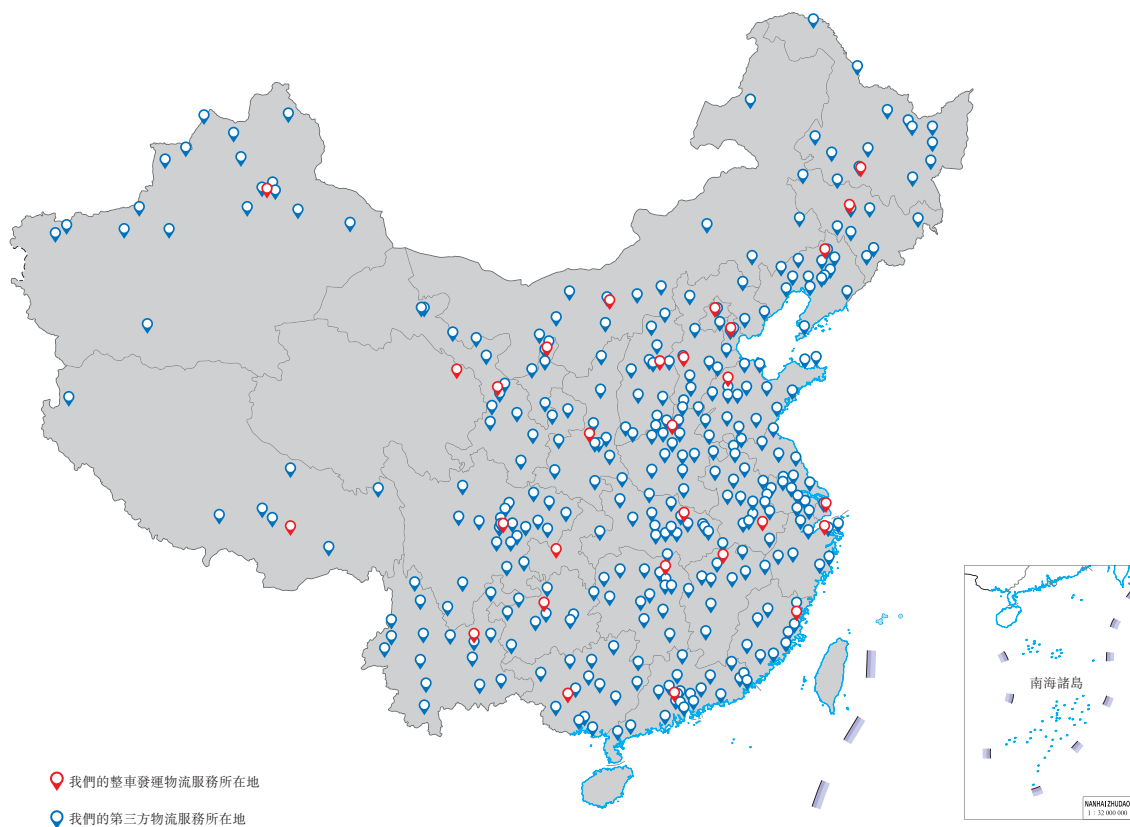 南海諸島
NANHAIZHUDAO
1：32 000 000
我們的整車發運物流服務所在地
我們的第三方物流服務所在地